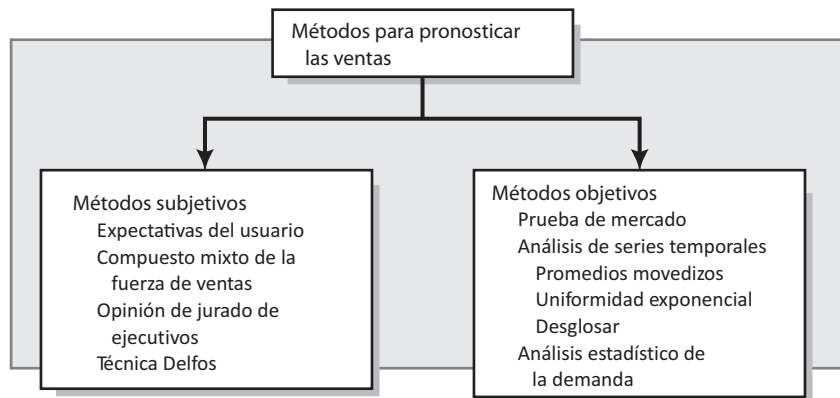 Métodos para pronosticar
las ventas
Métodos subjetivos
Expectativas del usuario
Compuesto mixto de la
fuerza de ventas
Opinión de jurado de
ejecutivos
Técnica Delfos
Métodos objetivos
Prueba de mercado
Análisis de series temporales
Promedios movedizos
Uniformidad exponencial
Desglosar
Análisis estadístico de
la demanda